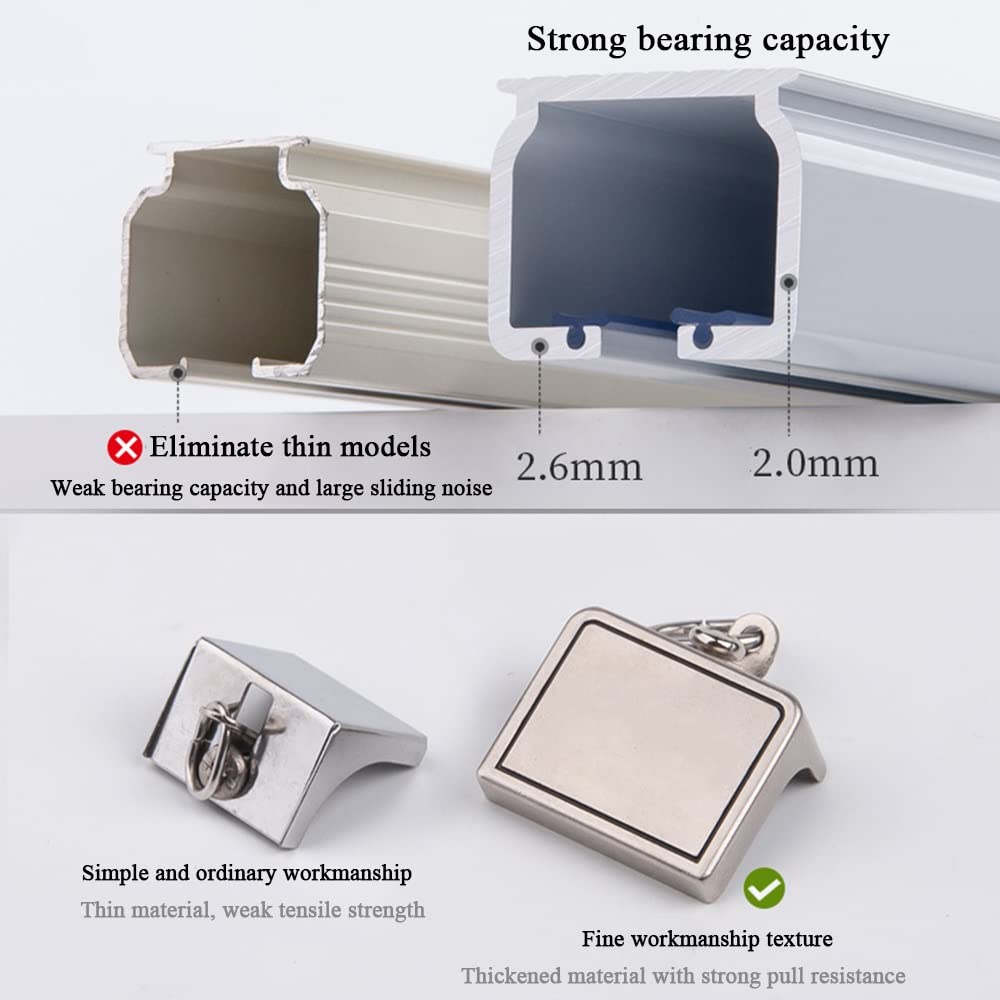 Strong bearing capacity
Eliminate thin models
Weak bearing capacity and large sliding noise
2.6mm
2.0mm
Simple and ordinary workmanship
Thin material, weak tensile strength
Fine workmanship texture
Thickened material with strong pull resistance